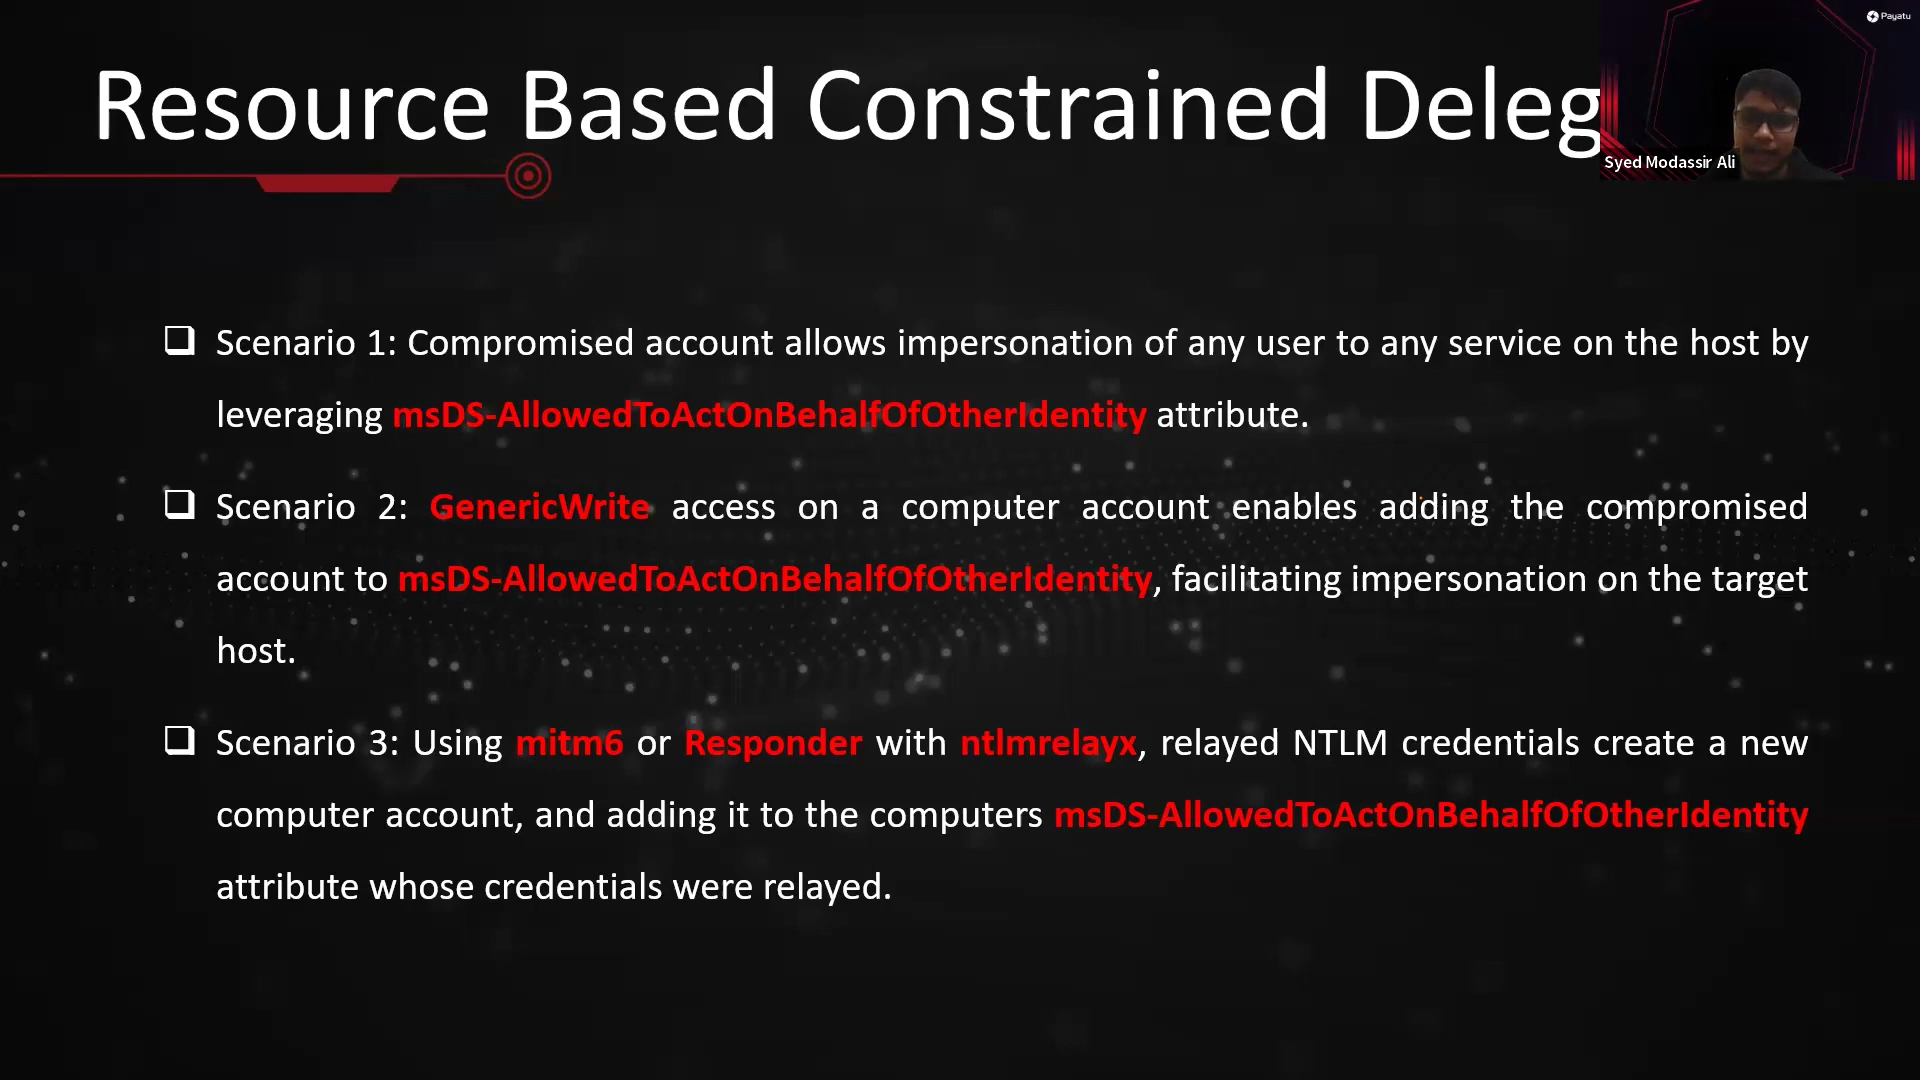 Payatu
Resource Based Constrained Deleg
Syed Modassir Ali
Scenario 1: Compromised account allows impersonation of any user to any service on the host by
leveraging msDS-AllowedToActOnBehalfOfOtherIdentity attribute.
Scenario 2: GenericWrite access on a computer account enables adding the compromised
account to msDS-AllowedToActOnBehalfOfOtherIdentity, facilitating impersonation on the target
host.
Scenario 3: Using mitm6 or Responder with ntlmrelayx, relayed NTLM credentials create a new
computer account, and adding it to the computers msDS-AllowedToActOnBehalfOfOtherIdentity
attribute whose credentials were relayed.